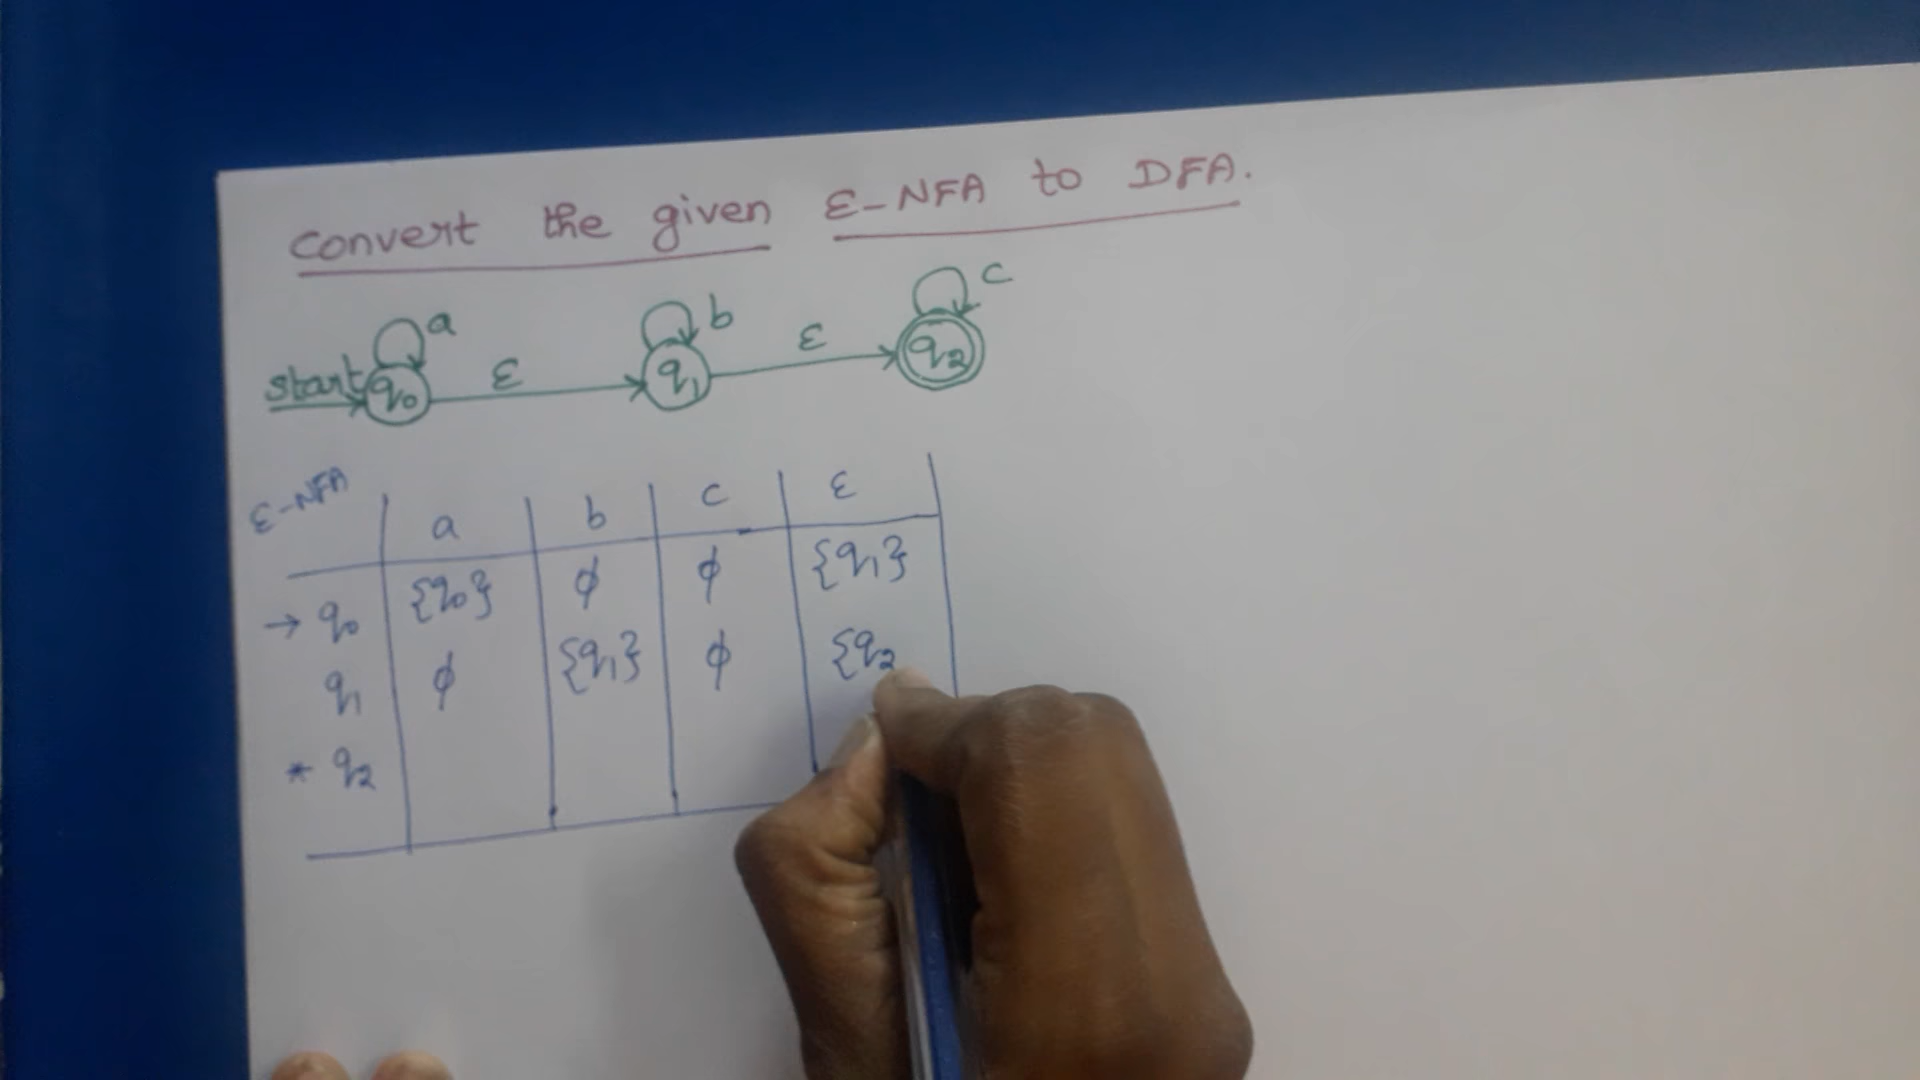 convert the given ε-NFA to DFA.
a b c
start q0 ε q1 ε q2
ε-NFA a b c ε
→ q0 {q0} ϕ ϕ {q1}
q1 ϕ {q1} ϕ {q2
* q2